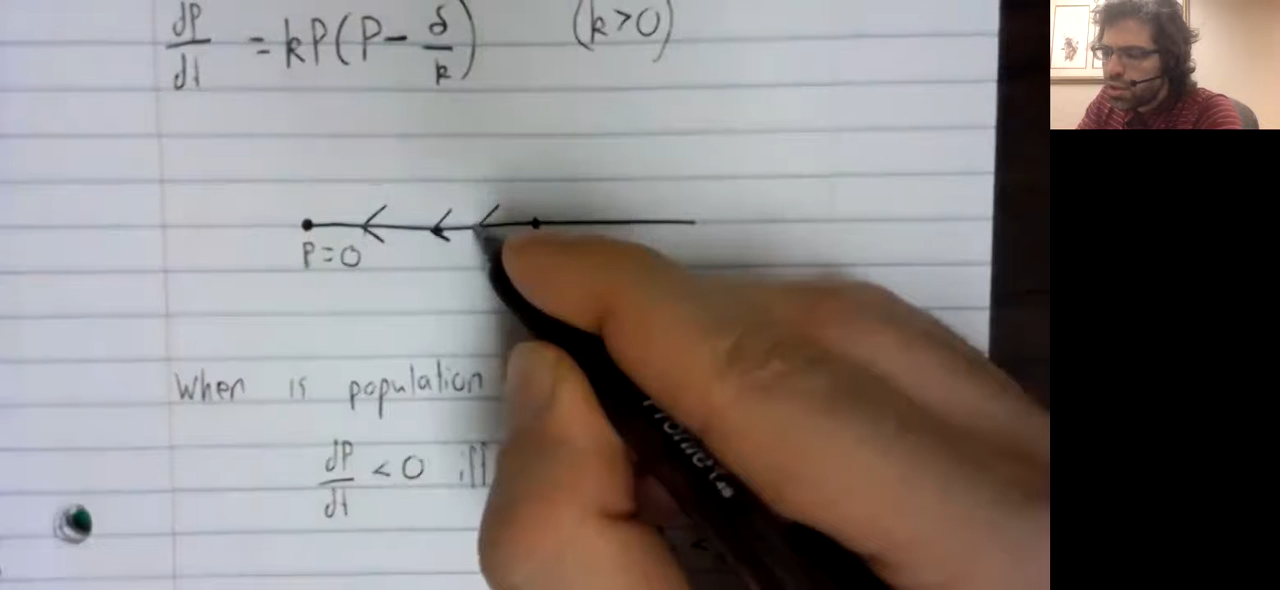 dP/dt = kP(P - δ/k) (k>0)
P=0
When is population
dP/dt < 0 iff